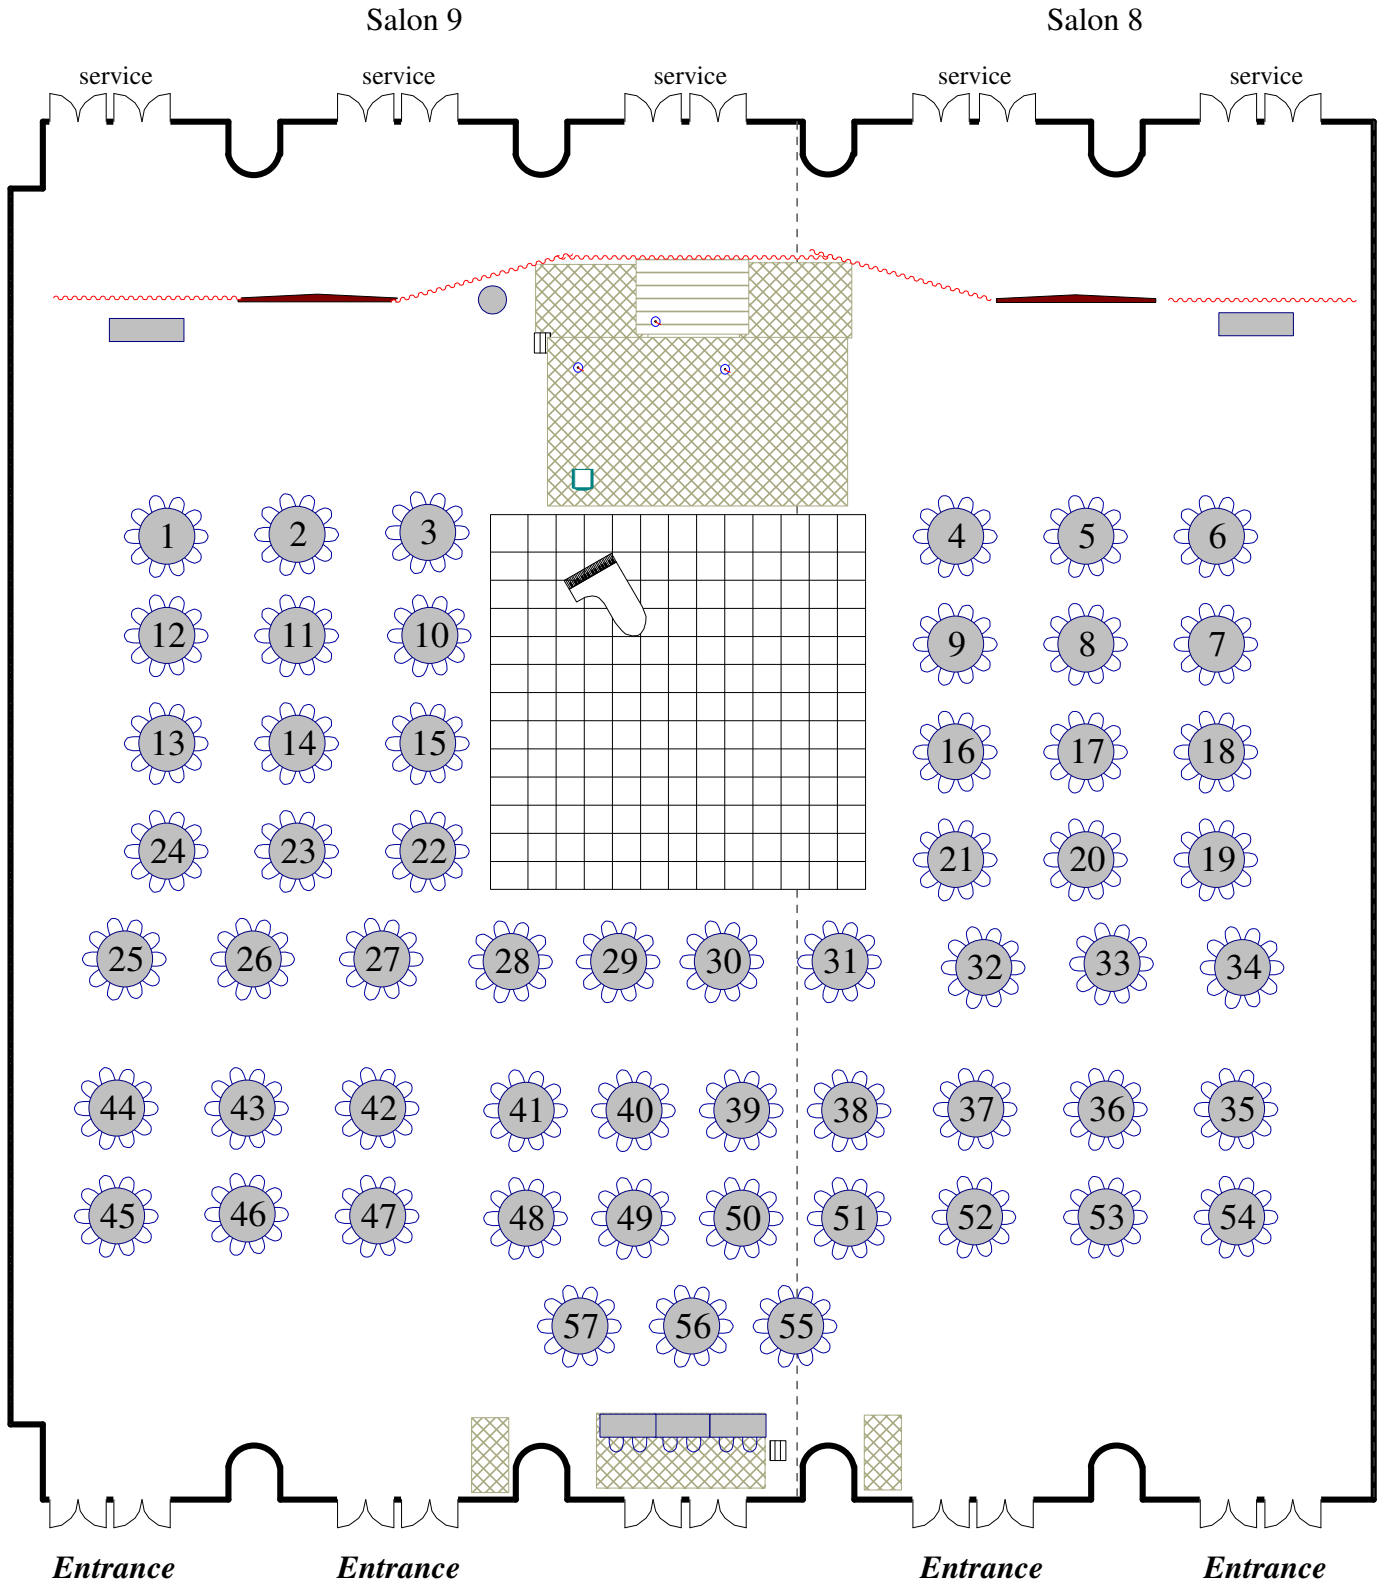 Salon 9 Salon 8
service service service service service
1 2 3 4 5 6
12 11 10 9 8 7
13 14 15 16 17 18
24 23 22 21 20 19
25 26 27 28 29 30 31 32 33 34
44 43 42 41 40 39 38 37 36 35
45 46 47 48 49 50 51 52 53 54
57 56 55
Entrance Entrance Entrance Entrance